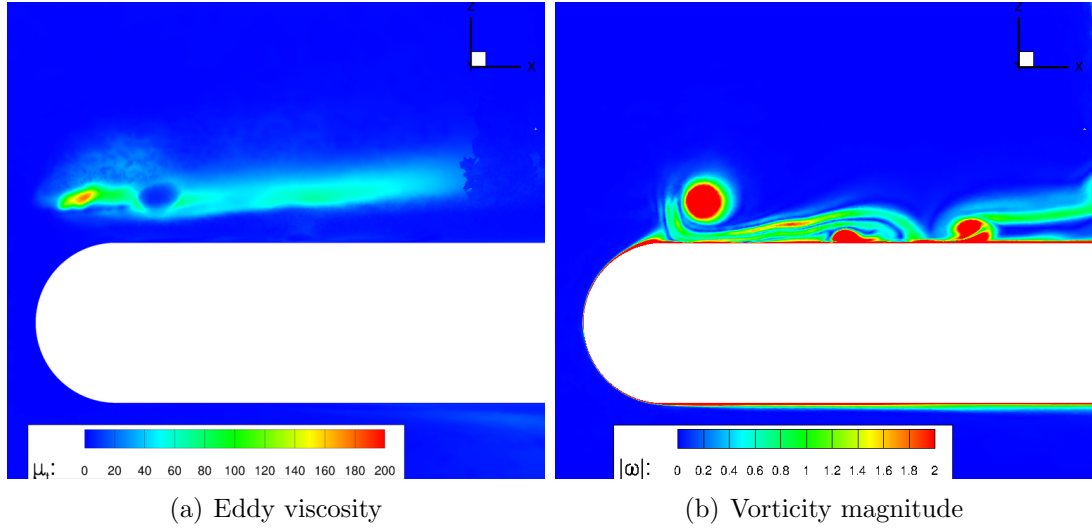 Z
X
μt:
0 20 40 60 80 100 120 140 160 180 200
(a) Eddy viscosity
Z
X
|ω|:
0 0.2 0.4 0.6 0.8 1 1.2 1.4 1.6 1.8 2
(b) Vorticity magnitude